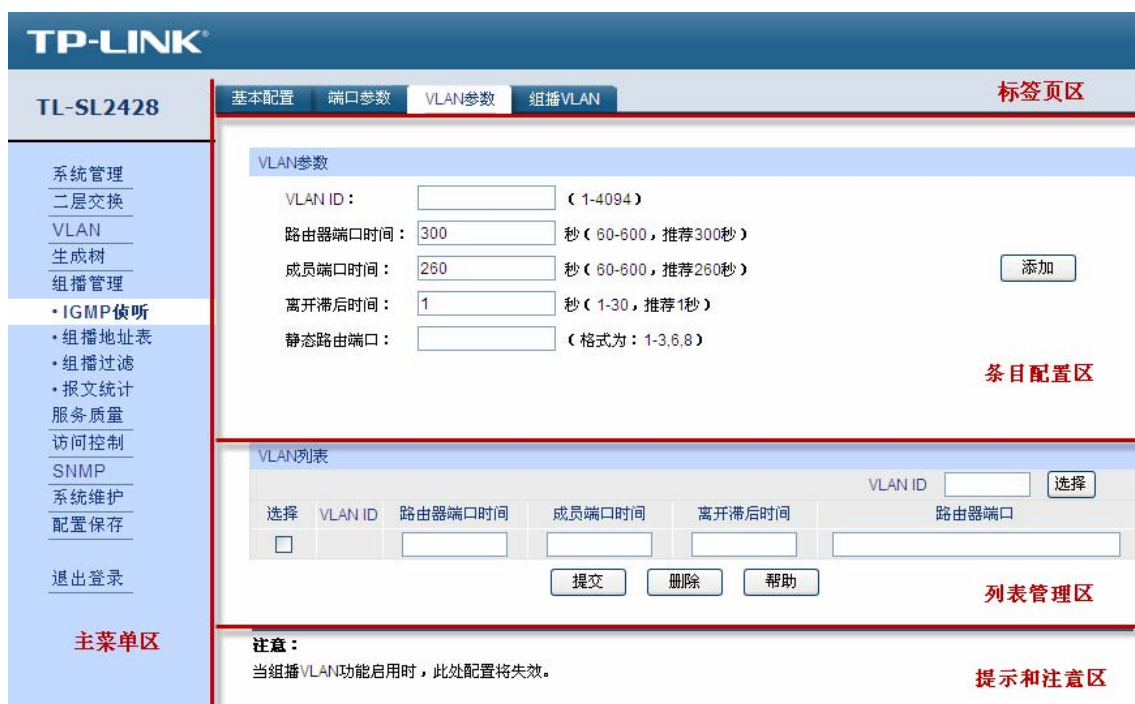 TP-LINK®
TL-SL2428
基本配置 端口参数 VLAN参数 组播VLAN 标签页区
系统管理
二层交换
VLAN
生成树
组播管理
·IGMP侦听
·组播地址表
·组播过滤
·报文统计
服务质量
访问控制
SNMP
系统维护
配置保存
退出登录
主菜单区
VLAN参数
VLAN ID： （1-4094）
路由器端口时间： 300 秒（60-600，推荐300秒）
成员端口时间： 260 秒（60-600，推荐260秒）
添加
离开滞后时间： 1 秒（1-30，推荐1秒）
静态路由端口： （格式为：1-3,6,8）
条目配置区
VLAN列表
VLAN ID 选择
选择 VLAN ID 路由器端口时间 成员端口时间 离开滞后时间 路由器端口
提交 删除 帮助
列表管理区
注意：
当组播VLAN功能启用时，此处配置将失效。
提示和注意区